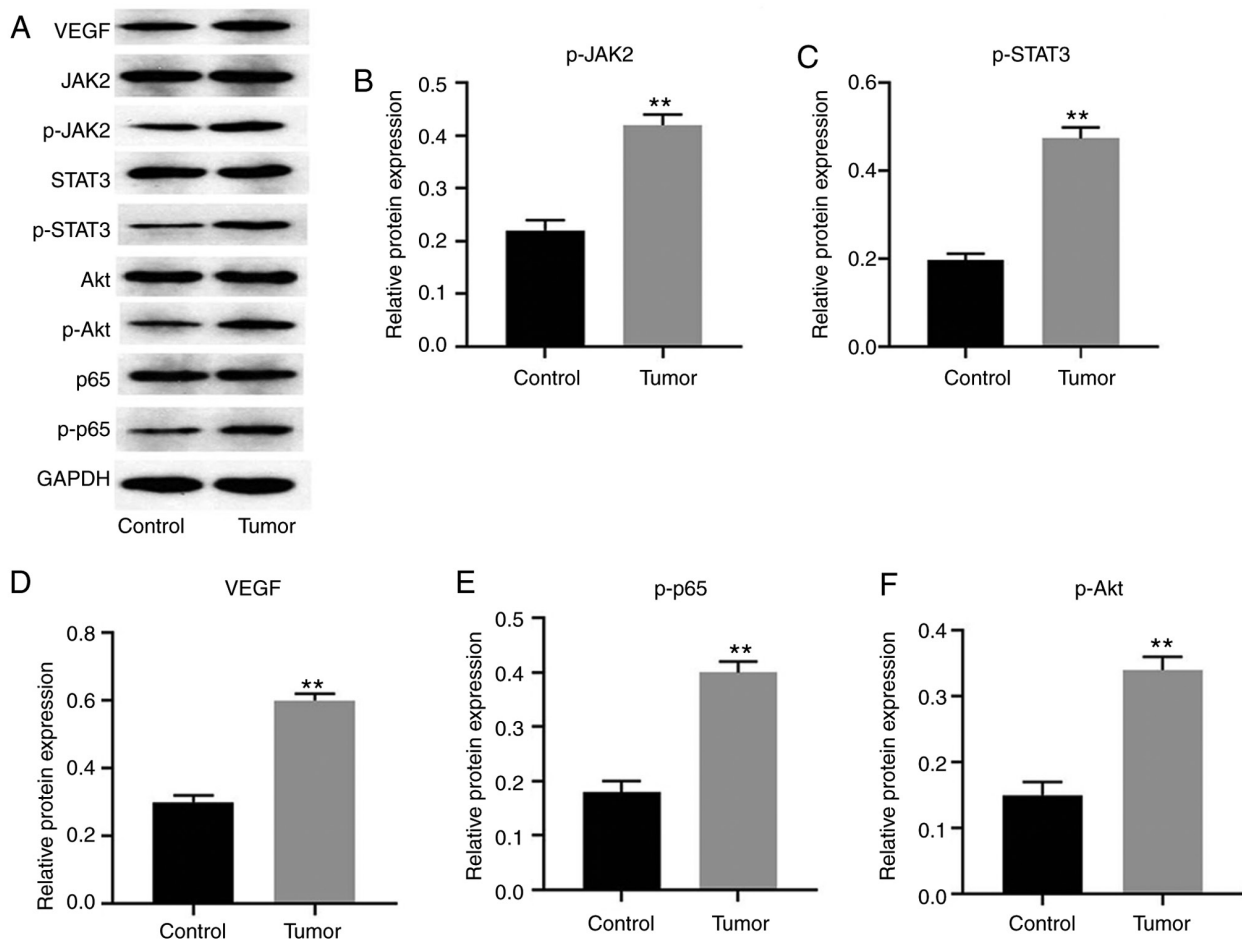 A
VEGF
JAK2
p-JAK2
STAT3
p-STAT3
Akt
p-Akt
p65
p-p65
GAPDH
Control Tumor
B
p-JAK2
Relative protein expression
0.5
0.4
0.3
0.2
0.1
0.0
**
Control Tumor
C
p-STAT3
Relative protein expression
0.6
0.4
0.2
0.0
**
Control Tumor
D
VEGF
Relative protein expression
0.8
0.6
0.4
0.2
0.0
**
Control Tumor
E
p-p65
Relative protein expression
0.5
0.4
0.3
0.2
0.1
0.0
**
Control Tumor
F
p-Akt
Relative protein expression
0.4
0.3
0.2
0.1
0.0
**
Control Tumor